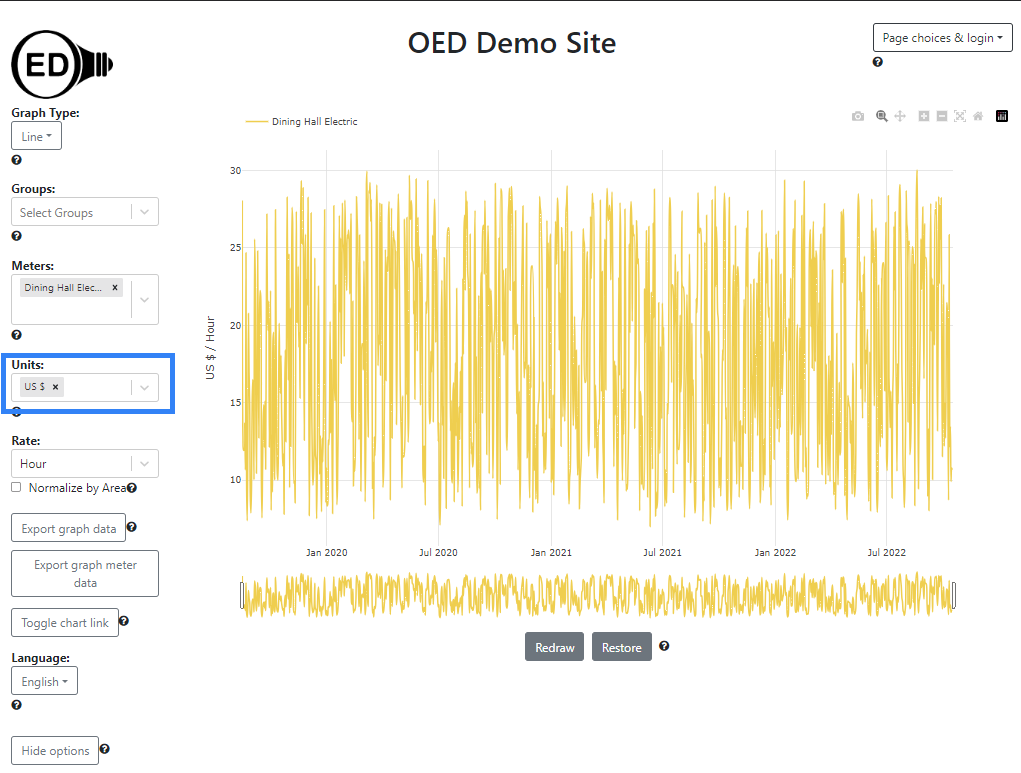 OED Demo Site
Page choices & login
ED
Graph Type:
Line
Groups:
Select Groups
Meters:
Dining Hall Elec... ×
Units:
US $ ×
Rate:
Hour
Normalize by Area
Export graph data
Export graph meter
data
Toggle chart link
Language:
English
Hide options
Dining Hall Electric
US $ / Hour
30
25
20
15
10
Jan 2020 Jul 2020 Jan 2021 Jul 2021 Jan 2022 Jul 2022
Redraw Restore